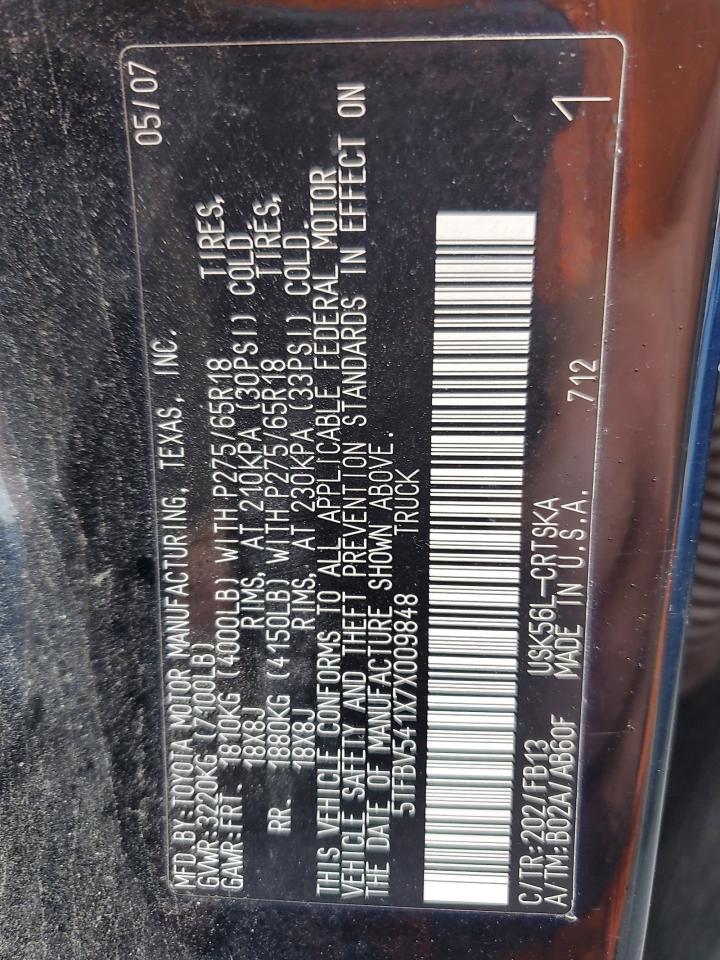 MFD. BY: TOYOTA MOTOR MANUFACTURING, TEXAS, INC. 05/07
GVWR: 3220KG (7100LB)
GAWR: FRT. 1810KG (4000LB) WITH P275/65R18 TIRES,
18X8J RIMS, AT 210KPA (30PSI) COLD.
RR. 1880KG (4150LB) WITH P275/65R18 TIRES,
18X8J RIMS, AT 230KPA (33PSI) COLD.
THIS VEHICLE CONFORMS TO ALL APPLICABLE FEDERAL MOTOR
VEHICLE SAFETY AND THEFT PREVENTION STANDARDS IN EFFECT ON
THE DATE OF MANUFACTURE SHOWN ABOVE.
5TFBV541X7X009848 TRUCK
C/TR: 202/FB13 USK56L-CRTSKA
A/TM: B02A/AB60F MADE IN U.S.A. 712 1